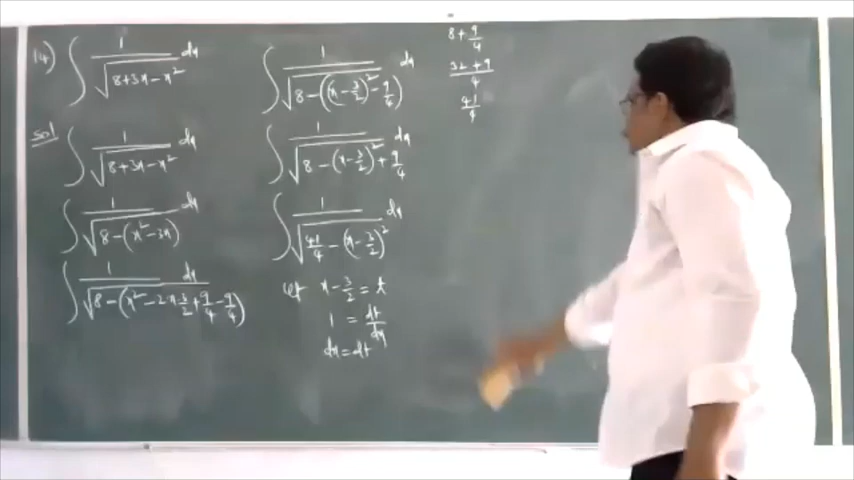 14) ∫ 1/√(8+3x−x²) dx
Sol ∫ 1/√(8+3x−x²) dx
∫ 1/√(8−(x²−3x)) dx
∫ 1/√(8−(x²−2x 3/2+9/4−9/4)) dx
∫ 1/√(8−((x−3/2)²−9/4)) dx
∫ 1/√(8−(x−3/2)²+9/4) dx
∫ 1/√(41/4−(x−3/2)²) dx
let x−3/2=t
1 = dt/dx
dx=dt
8+9/4
32+9/4
41/4